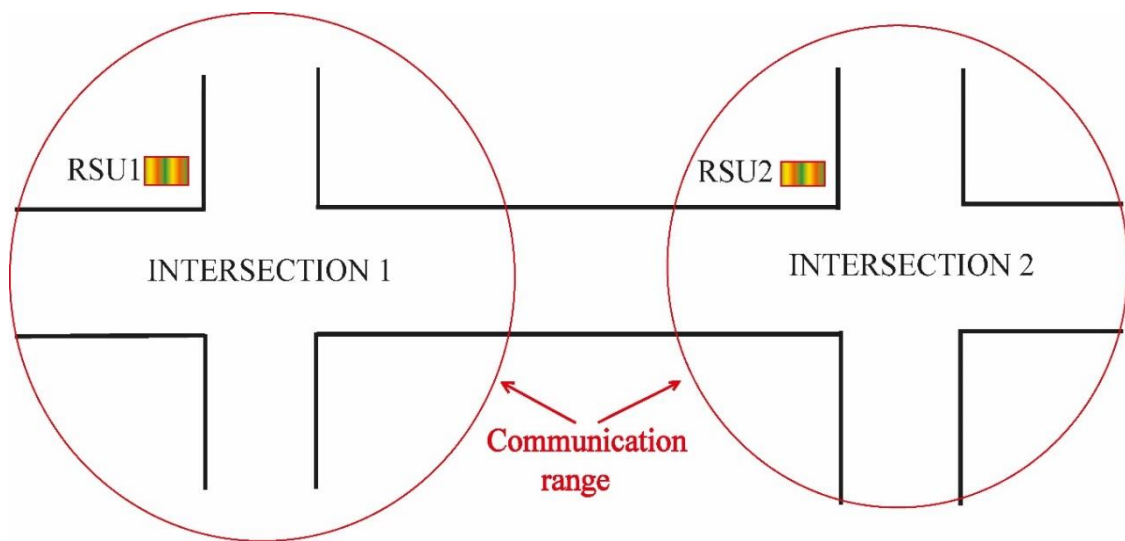 RSU1
RSU2
INTERSECTION 1
INTERSECTION 2
Communication
range